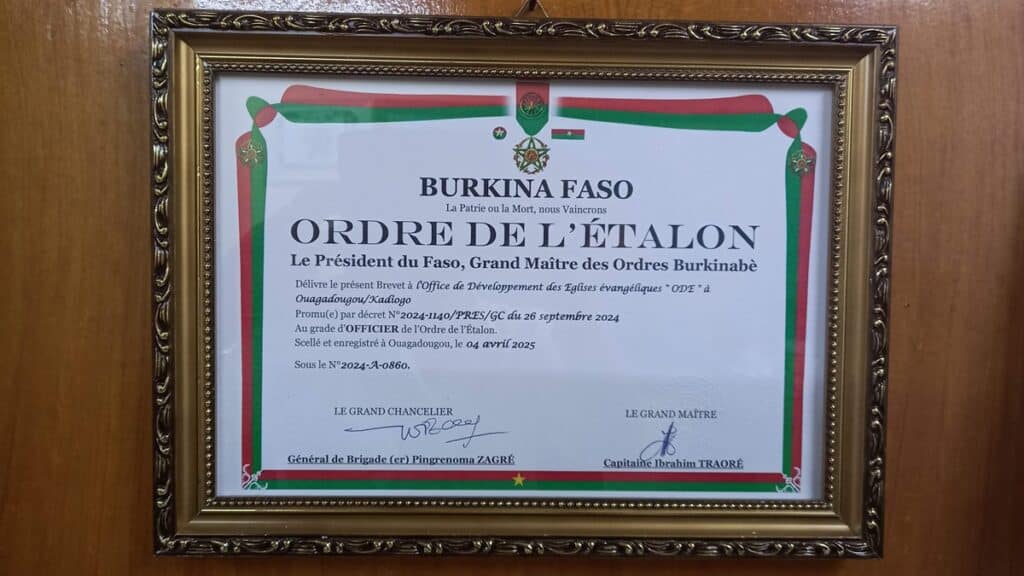 BURKINA FASO
La Patrie ou la Mort, nous Vaincrons
ORDRE DE L'ÉTALON
Le Président du Faso, Grand Maître des Ordres Burkinabè
Délivre le présent Brevet à l'Office de Développement des Eglises évangéliques " ODE " à
Ouagadougou/Kadiogo
Promu(e) par décret N°2024-1140/PRES/GC du 26 septembre 2024
Au grade d'OFFICIER de l'Ordre de l'Étalon.
Scellé et enregistré à Ouagadougou, le 04 avril 2025
Sous le N°2024-A-0860.
LE GRAND CHANCELIER
LE GRAND MAÎTRE
Général de Brigade (er) Pingrenoma ZAGRÉ
Capitaine Ibrahim TRAORÉ